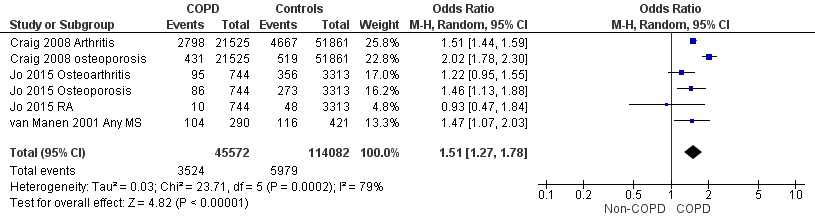 COPD Controls Odds Ratio Odds Ratio
Study or Subgroup Events Total Events Total Weight M-H, Random, 95% CI M-H, Random, 95% CI
Craig 2008 Arthritis 2798 21525 4667 51861 25.8% 1.51 [1.44, 1.59]
Craig 2008 osteoporosis 431 21525 519 51861 22.8% 2.02 [1.78, 2.30]
Jo 2015 Osteoarthritis 95 744 356 3313 17.0% 1.22 [0.95, 1.55]
Jo 2015 Osteoporosis 86 744 273 3313 16.2% 1.46 [1.13, 1.88]
Jo 2015 RA 10 744 48 3313 4.8% 0.93 [0.47, 1.84]
van Manen 2001 Any MS 104 290 116 421 13.3% 1.47 [1.07, 2.03]
Total (95% CI) 45572 114082 100.0% 1.51 [1.27, 1.78]
Total events 3524 5979
Heterogeneity: Tau² = 0.03; Chi² = 23.71, df = 5 (P = 0.0002); I² = 79%
Test for overall effect: Z = 4.82 (P < 0.00001)
0.1 0.2 0.5 1 2 5 10
Non-COPD COPD